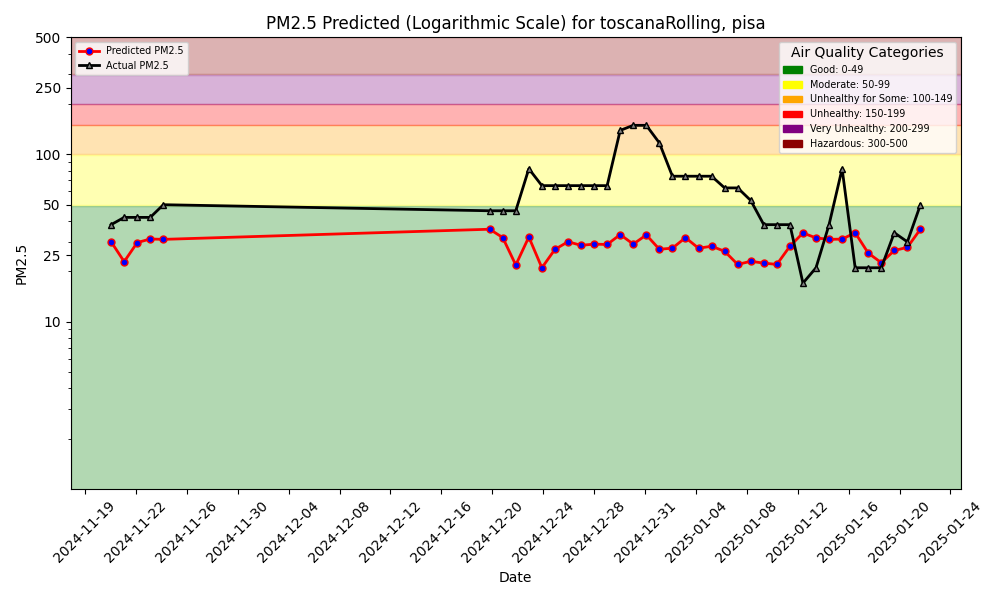 PM2.5 Predicted (Logarithmic Scale) for toscanaRolling, pisa
Predicted PM2.5
Actual PM2.5
Air Quality Categories
Good: 0-49
Moderate: 50-99
Unhealthy for Some: 100-149
Unhealthy: 150-199
Very Unhealthy: 200-299
Hazardous: 300-500
500
250
100
50
25
10
PM2.5
2024-11-19
2024-11-22
2024-11-26
2024-11-30
2024-12-04
2024-12-08
2024-12-12
2024-12-16
2024-12-20
2024-12-24
2024-12-28
2024-12-31
2025-01-04
2025-01-08
2025-01-12
2025-01-16
2025-01-20
2025-01-24
Date